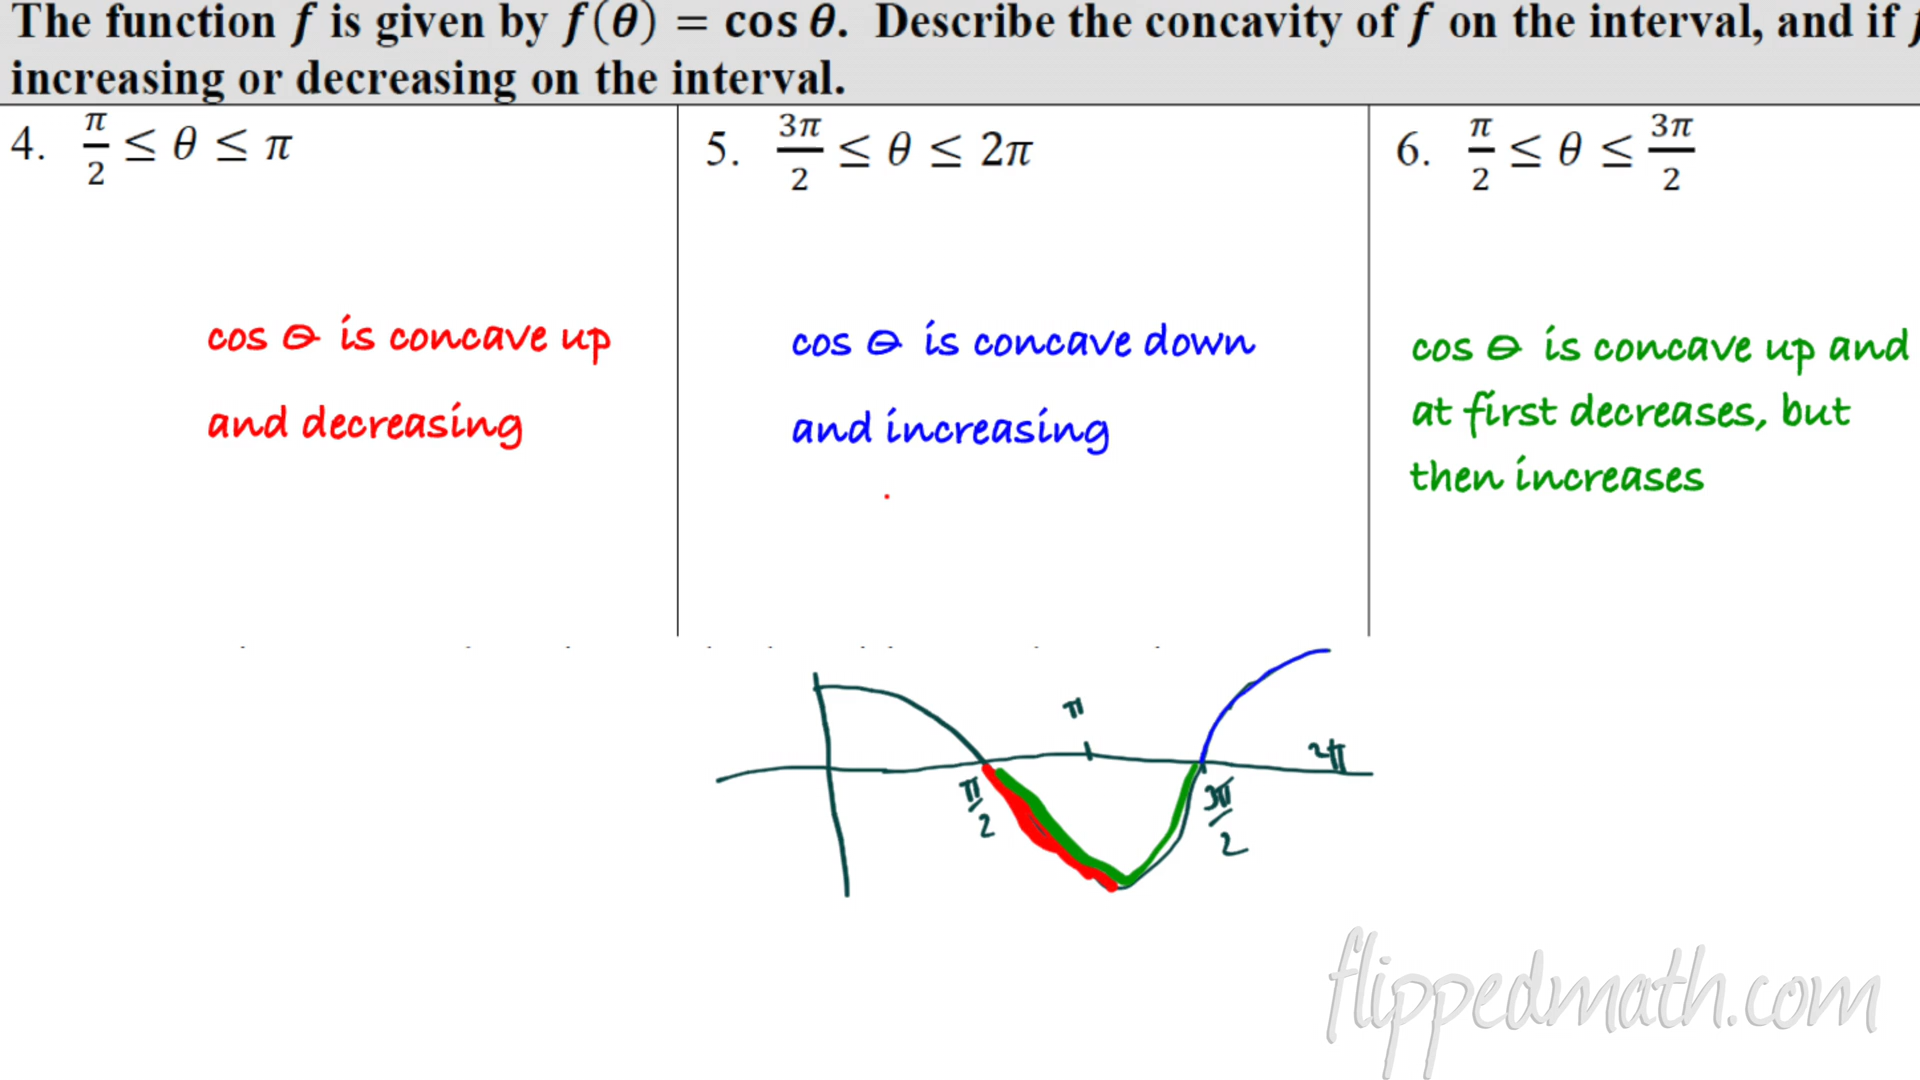 The function f is given by f(θ) = cos θ. Describe the concavity of f on the interval, and if f
increasing or decreasing on the interval.
4. π/2 ≤ θ ≤ π
cos θ is concave up
and decreasing
5. 3π/2 ≤ θ ≤ 2π
cos θ is concave down
and increasing
6. π/2 ≤ θ ≤ 3π/2
cos θ is concave up and
at first decreases, but
then increases
π
2π
π/2
3π/2
flippedmath.com